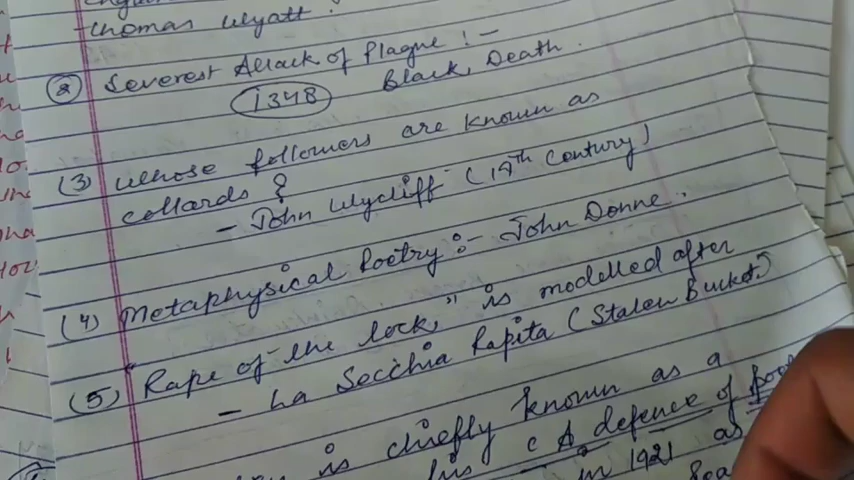 Thomas Wyatt.
(2) Severest Attack of Plague :-
1348 Black Death.
(3) Whose followers are known as
collards ?
- John Wycliff (14th Century)
(4) Metaphysical Poetry :- John Donne.
(5) "Rape of the lock," is modelled after
- La Secchia Rapita (Stolen Bucket)
is chiefly known as a
his A defence of
in 1921 as